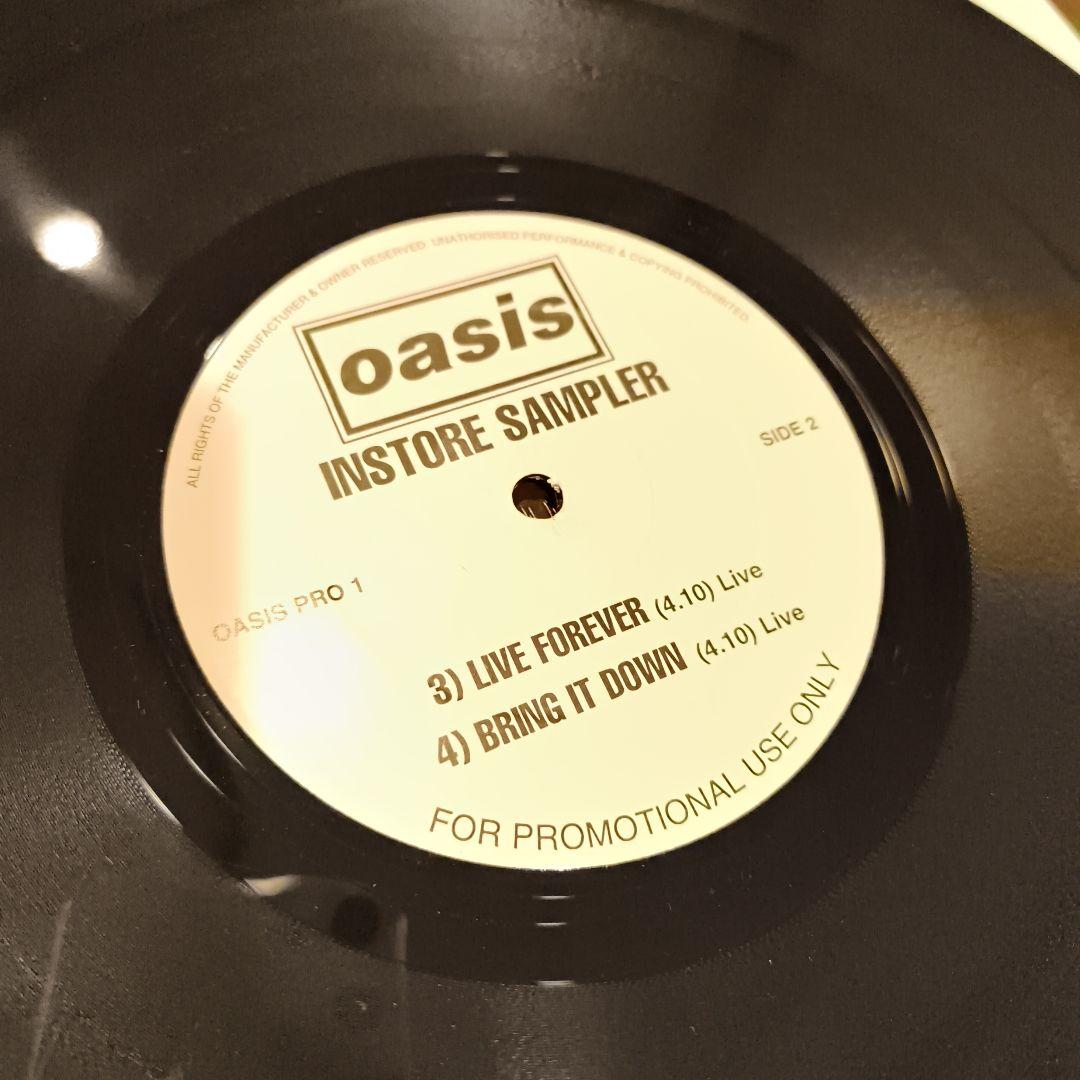 ALL RIGHTS OF THE MANUFACTURER & OWNER RESERVED UNATHORISED PERFORMANCE & COPYING PROHIBITED.
oasis
INSTORE SAMPLER
SIDE 2
OASIS PRO 1
3) LIVE FOREVER (4.10) Live
4) BRING IT DOWN (4.10) Live
FOR PROMOTIONAL USE ONLY